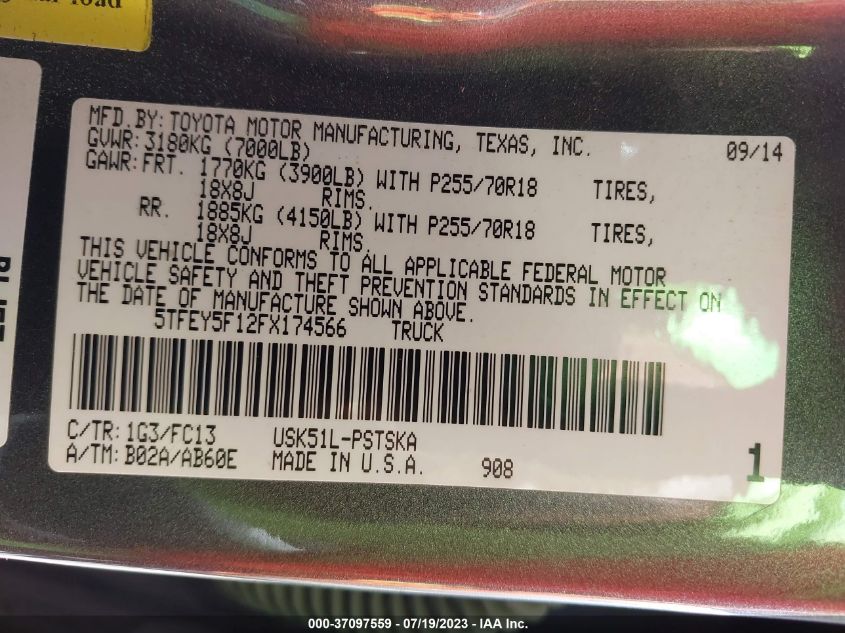 road
MFD.BY: TOYOTA MOTOR MANUFACTURING, TEXAS, INC. 09/14
GVWR: 3180KG (7000LB)
GAWR: FRT. 1770KG (3900LB) WITH P255/70R18 TIRES,
18X8J RIMS.
RR. 1885KG (4150LB) WITH P255/70R18 TIRES,
18X8J RIMS.
THIS VEHICLE CONFORMS TO ALL APPLICABLE FEDERAL MOTOR
VEHICLE SAFETY AND THEFT PREVENTION STANDARDS IN EFFECT ON
THE DATE OF MANUFACTURE SHOWN ABOVE.
5TFEY5F12FX174566 TRUCK
C/TR: 1G3/FC13 USK51L-PSTSKA
A/TM: B02A/AB60E MADE IN U.S.A. 908 1
000-37097559 - 07/19/2023 - © IAA Inc.